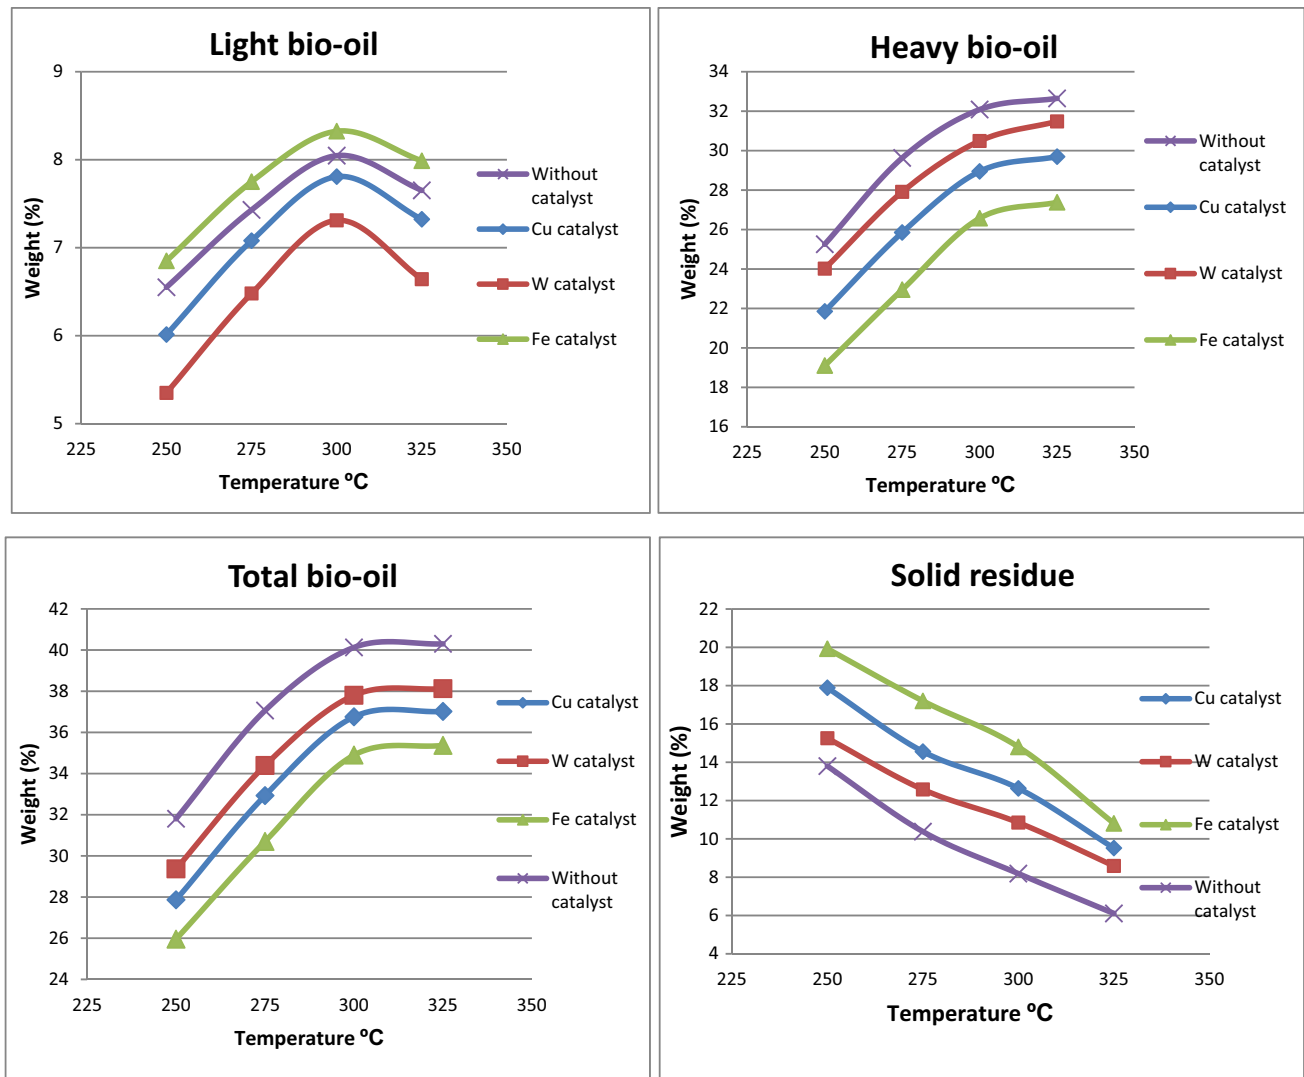 Light bio-oil
9
8
7
6
5
225
250
275
300
325
350
Weight (%)
Temperature ºC
Without
catalyst
Cu catalyst
W catalyst
Fe catalyst
Heavy bio-oil
34
32
30
28
26
24
22
20
18
16
225
250
275
300
325
350
Weight (%)
Temperature ºC
Without
catalyst
Cu catalyst
W catalyst
Fe catalyst
Total bio-oil
42
40
38
36
34
32
30
28
26
24
225
250
275
300
325
350
Weight (%)
Temperature ºC
Cu catalyst
W catalyst
Fe catalyst
Without
catalyst
Solid residue
22
20
18
16
14
12
10
8
6
4
225
250
275
300
325
350
Weight (%)
Temperature ºC
Cu catalyst
W catalyst
Fe catalyst
Without
catalyst